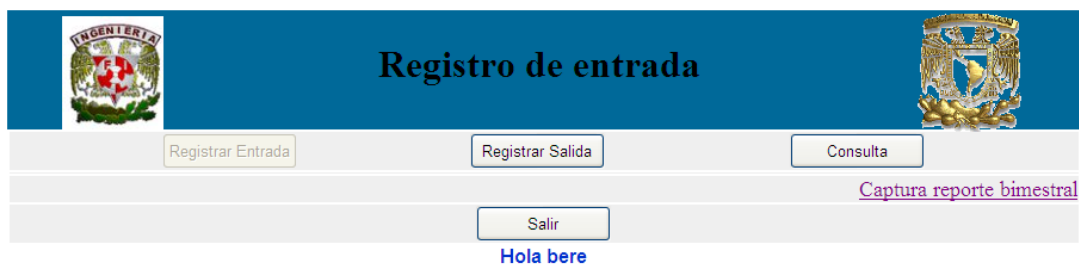 INGENIERIA
Registro de entrada
Registrar Entrada Registrar Salida Consulta
Captura reporte bimestral
Salir
Hola bere